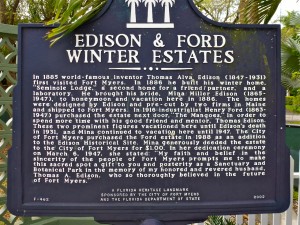 EDISON & FORD
WINTER ESTATES
In 1885 world-famous inventor Thomas Alva Edison (1847-1931)
first visited Fort Myers. In 1886, he built his winter home,
"Seminole Lodge," a second home for a friend/partner, and a
laboratory. He brought his bride, Mina Miller Edison (1865-
1947), to honeymoon and vacation here in 1886. The homes
were designed by Edison and pre-cut by two firms in Maine
and shipped to Fort Myers. In 1916 industrialist Henry Ford (1863-
1947) purchased the estate next door, "The Mangoes," in order to
spend more time with his good friend and mentor, Thomas Edison.
These two prominent figures vacationed here until Edison's death
in 1931, and Mina continued to vacation here until 1947. The City
of Fort Myers purchased the Ford estate in 1988 as an addition
to the Edison Historical Site. Mina generously deeded the estate
to the City of Fort Myers for $1.00. In her dedication ceremony
on March 6, 1947, she stated "My faith and belief in the
sincerity of the people of Fort Myers prompts me to make
this sacred spot a gift to you and posterity as a Sanctuary and
Botanical Park in the memory of my honored and revered husband,
Thomas A. Edison, who so thoroughly believed in the future
of Fort Myers."
A FLORIDA HERITAGE LANDMARK
SPONSORED BY THE CITY OF FORT MYERS
AND THE FLORIDA DEPARTMENT OF STATE